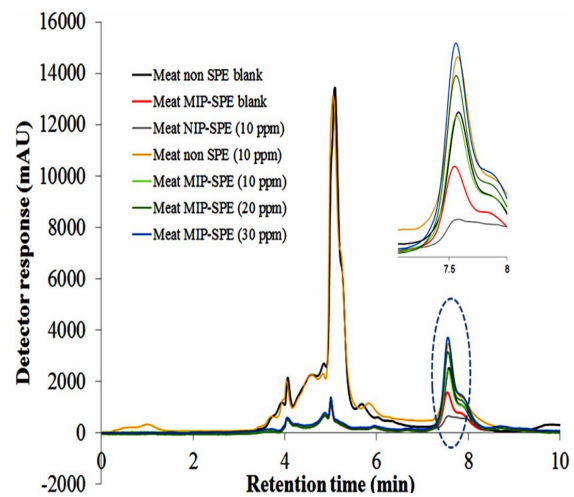 16000
14000
12000
10000
8000
6000
4000
2000
0
-2000
Detector response (mAU)
Meat non SPE blank
Meat MIP-SPE blank
Meat NIP-SPE (10 ppm)
Meat non SPE (10 ppm)
Meat MIP-SPE (10 ppm)
Meat MIP-SPE (20 ppm)
Meat MIP-SPE (30 ppm)
7.5 8
0 2 4 6 8 10
Retention time (min)